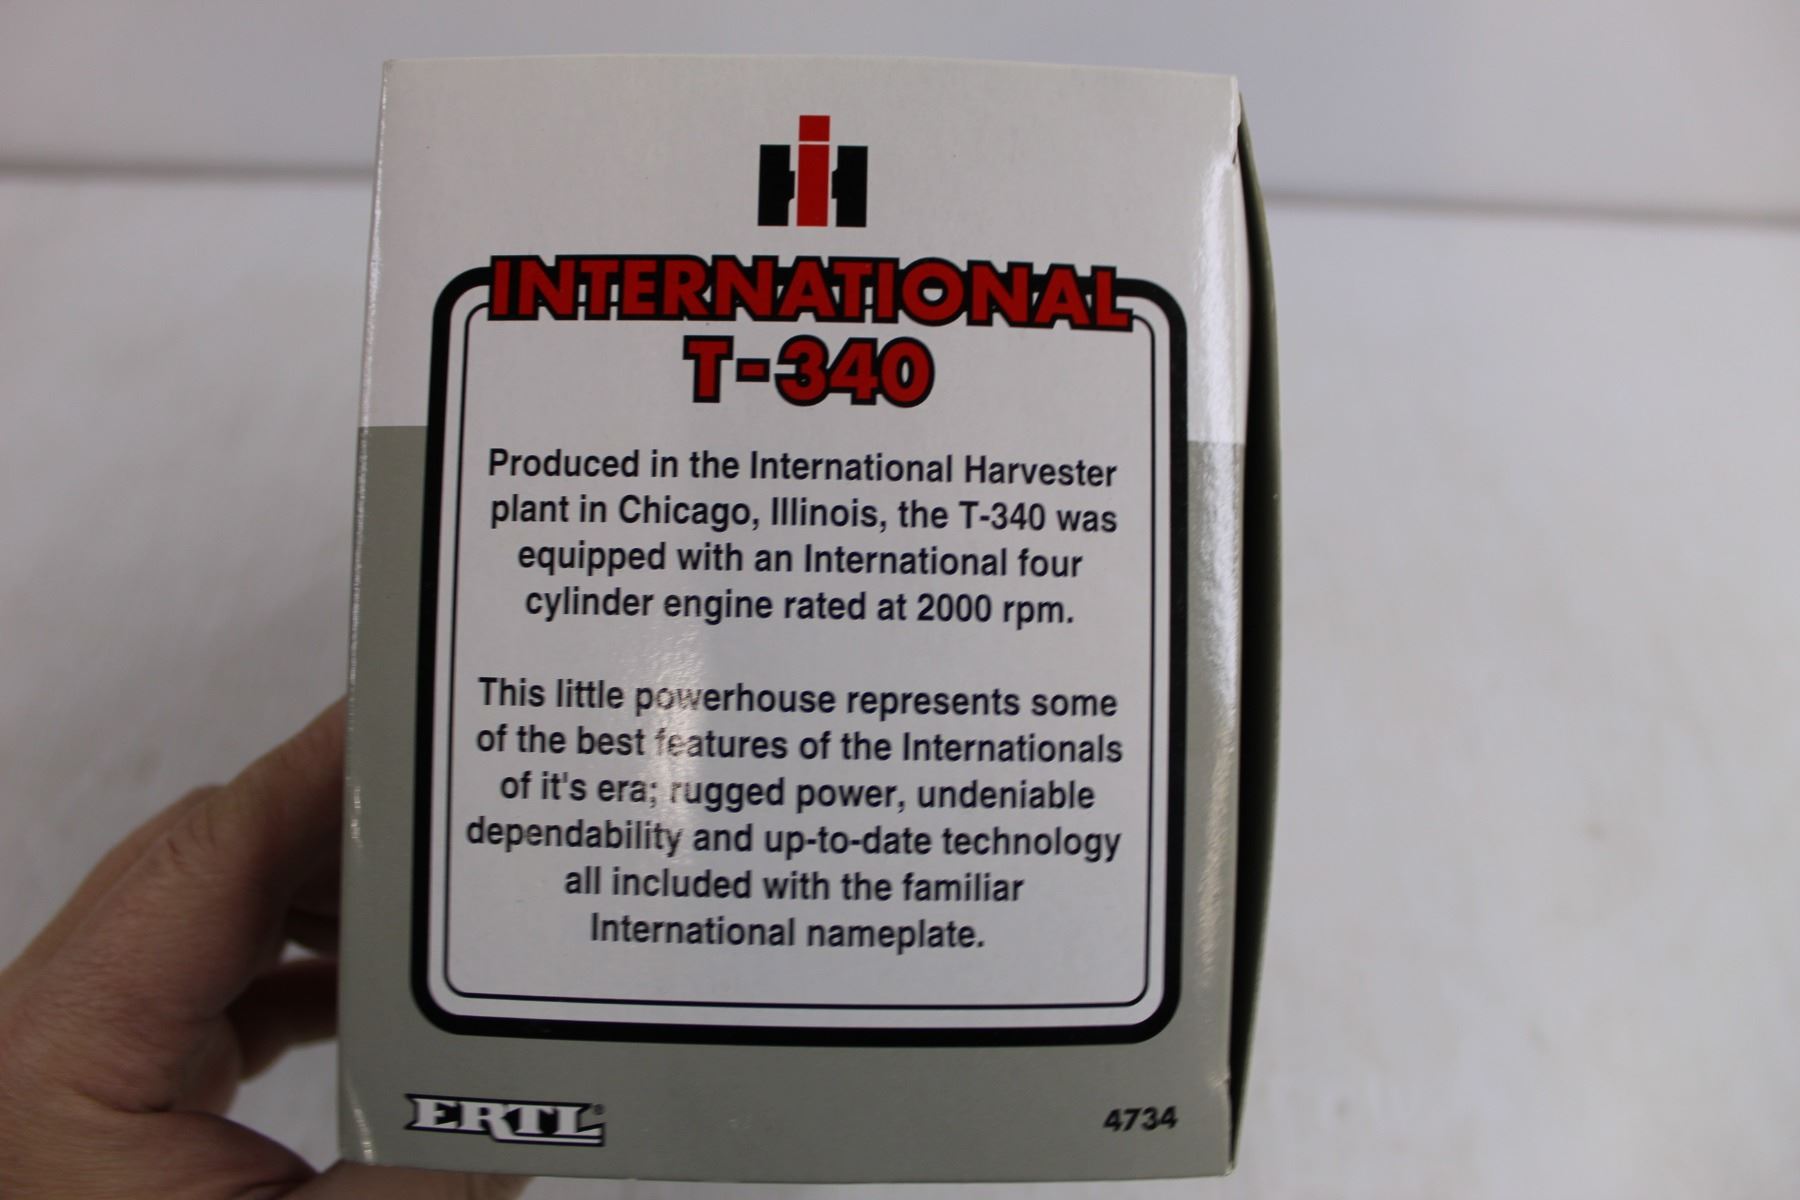 IH
INTERNATIONAL
T-340
Produced in the International Harvester
plant in Chicago, Illinois, the T-340 was
equipped with an International four
cylinder engine rated at 2000 rpm.
This little powerhouse represents some
of the best features of the Internationals
of it's era; rugged power, undeniable
dependability and up-to-date technology
all included with the familiar
International nameplate.
ERTL®
4734